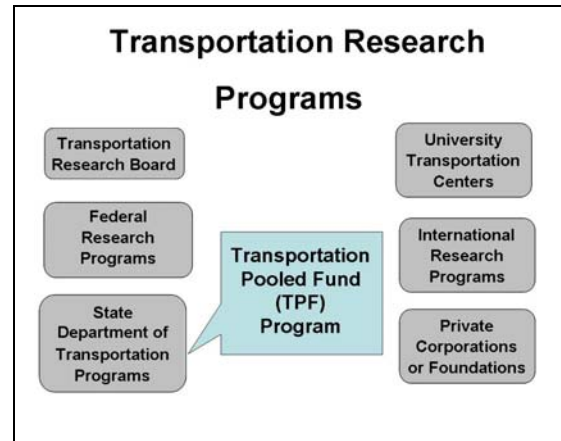 Transportation Research
Programs
Transportation
Research Board
Federal
Research
Programs
State
Department of
Transportation
Programs
Transportation
Pooled Fund
(TPF)
Program
University
Transportation
Centers
International
Research
Programs
Private
Corporations
or Foundations